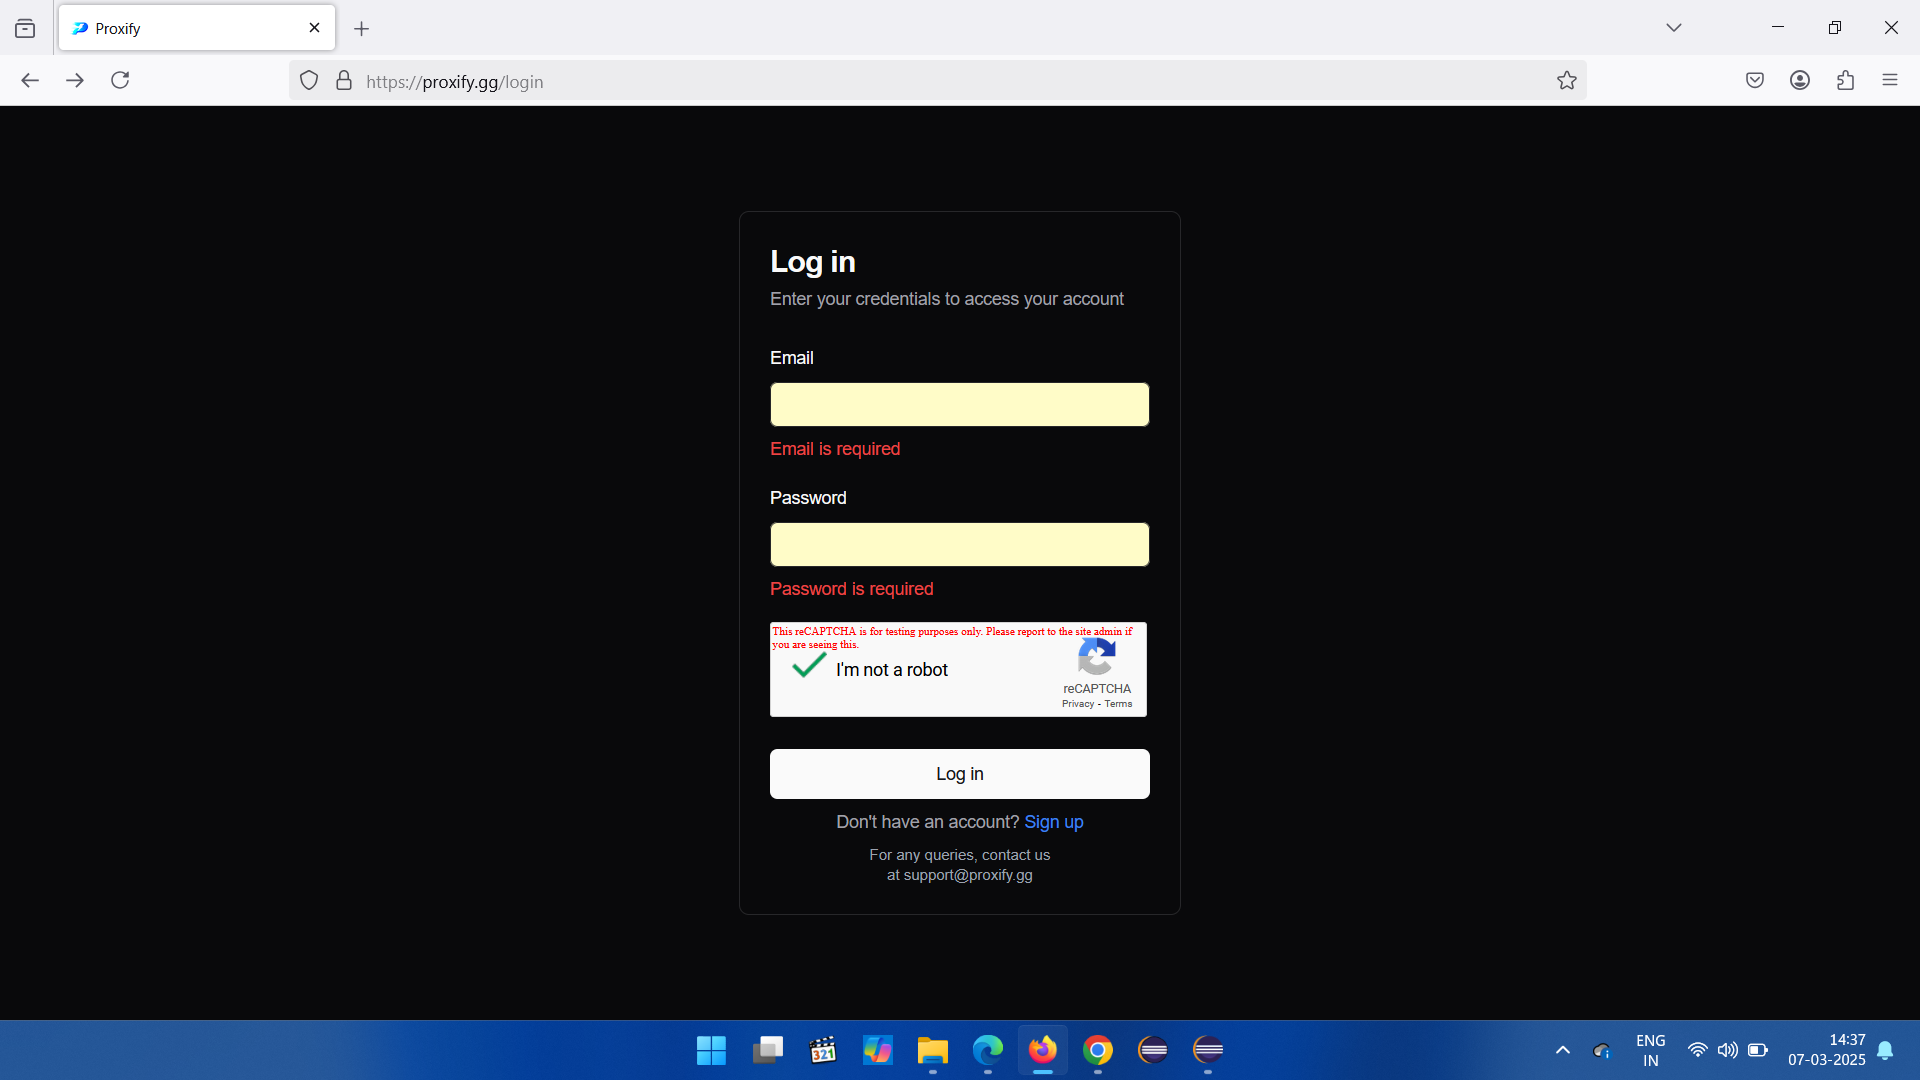 Proxify
https://proxify.gg/login
Log in
Enter your credentials to access your account
Email
Email is required
Password
Password is required
This reCAPTCHA is for testing purposes only. Please report to the site admin if
you are seeing this.
I'm not a robot
reCAPTCHA
Privacy - Terms
Log in
Don't have an account? Sign up
For any queries, contact us
at support@proxify.gg
321
ENG
IN
14:37
07-03-2025